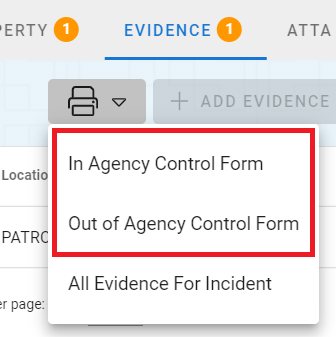 PERTY 1 EVIDENCE 1 ATTA
+ ADD EVIDENCE
In Agency Control Form
Locatio
Out of Agency Control Form
PATRO
All Evidence For Incident
er page: